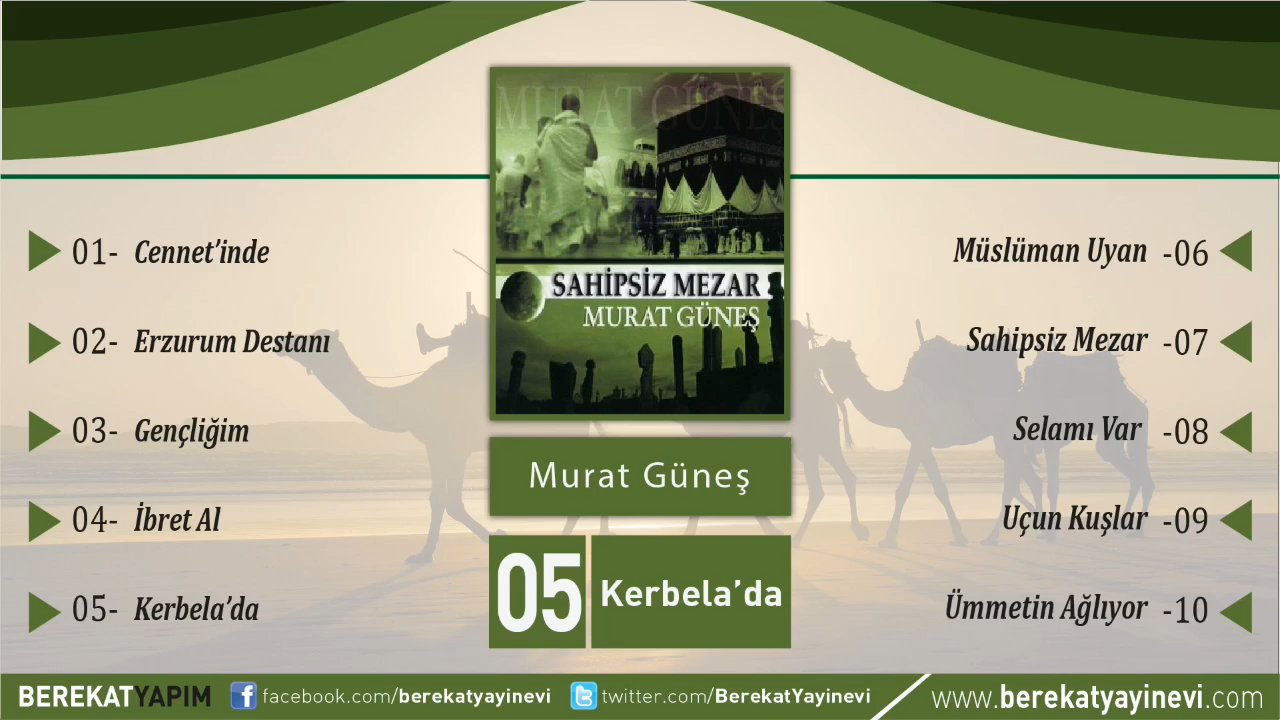 MURAT GÜNEŞ
SAHİPSİZ MEZAR
MURAT GÜNEŞ
01- Cennet’inde
02- Erzurum Destanı
03- Gençliğim
04- İbret Al
05- Kerbela’da
Müslüman Uyan -06
Sahipsiz Mezar -07
Selamı Var -08
Uçun Kuşlar -09
Ümmetin Ağlıyor -10
Murat Güneş
05 Kerbela’da
BEREKATYAPIM facebook.com/berekatyayinevi twitter.com/BerekatYayinevi www.berekatyayinevi.com